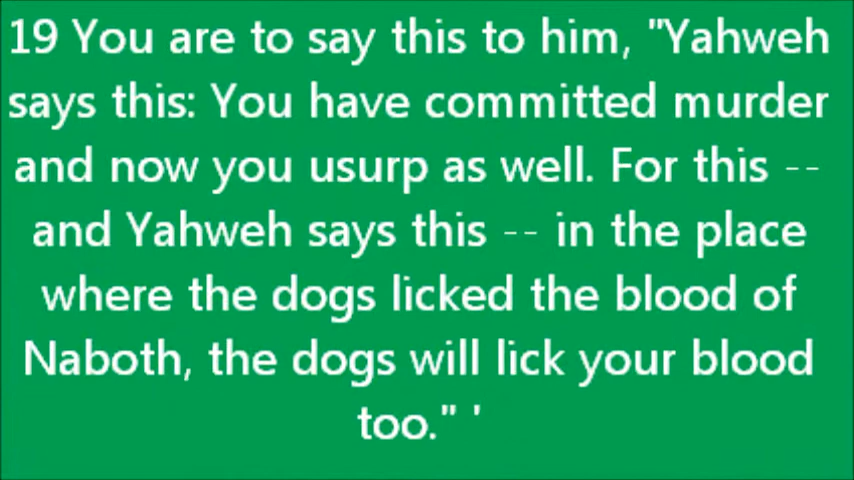 19 You are to say this to him, "Yahweh
says this: You have committed murder
and now you usurp as well. For this --
and Yahweh says this -- in the place
where the dogs licked the blood of
Naboth, the dogs will lick your blood
too." '